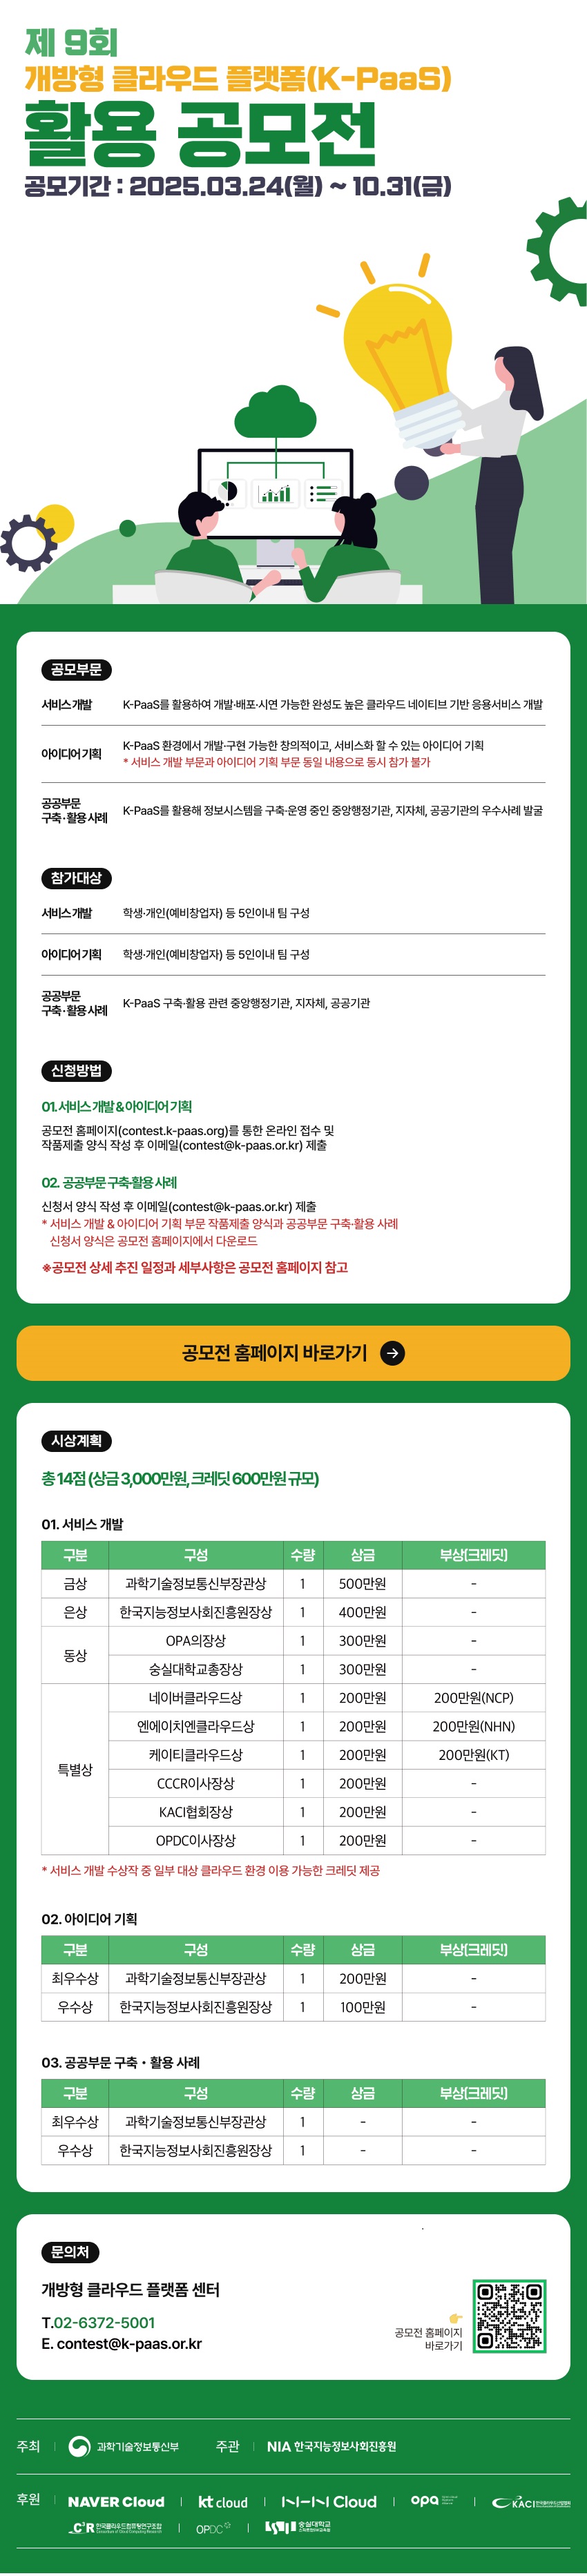 제 9회
개방형 클라우드 플랫폼(K-PaaS)
활용 공모전
공모기간 : 2025.03.24(월) ~ 10.31(금)
공모부문
서비스 개발 K-PaaS를 활용하여 개발·배포·시연 가능한 완성도 높은 클라우드 네이티브 기반 응용서비스 개발
아이디어 기획 K-PaaS 환경에서 개발·구현 가능한 창의적이고, 서비스화 할 수 있는 아이디어 기획
* 서비스 개발 부문과 아이디어 기획 부문 동일 내용으로 동시 참가 불가
공공부문
구축·활용 사례 K-PaaS를 활용해 정보시스템을 구축·운영 중인 중앙행정기관, 지자체, 공공기관의 우수사례 발굴
참가대상
서비스 개발 학생·개인(예비창업자) 등 5인이내 팀 구성
아이디어 기획 학생·개인(예비창업자) 등 5인이내 팀 구성
공공부문
구축·활용 사례 K-PaaS 구축·활용 관련 중앙행정기관, 지자체, 공공기관
신청방법
01. 서비스 개발 & 아이디어 기획
공모전 홈페이지(contest.k-paas.org)를 통한 온라인 접수 및
작품제출 양식 작성 후 이메일(contest@k-paas.or.kr) 제출
02. 공공부문 구축·활용 사례
신청서 양식 작성 후 이메일(contest@k-paas.or.kr) 제출
* 서비스 개발 & 아이디어 기획 부문 작품제출 양식과 공공부문 구축·활용 사례
신청서 양식은 공모전 홈페이지에서 다운로드
※공모전 상세 추진 일정과 세부사항은 공모전 홈페이지 참고
공모전 홈페이지 바로가기
시상계획
총 14점 (상금 3,000만원, 크레딧 600만원 규모)
01. 서비스 개발
구분 구성 수량 상금 부상(크레딧)
금상 과학기술정보통신부장관상 1 500만원 -
은상 한국지능정보사회진흥원장상 1 400만원 -
동상 OPA의장상 1 300만원 -
숭실대학교총장상 1 300만원 -
특별상 네이버클라우드상 1 200만원 200만원(NCP)
엔에이치엔클라우드상 1 200만원 200만원(NHN)
케이티클라우드상 1 200만원 200만원(KT)
CCCR이사장상 1 200만원 -
KACI협회장상 1 200만원 -
OPDC이사장상 1 200만원 -
* 서비스 개발 수상작 중 일부 대상 클라우드 환경 이용 가능한 크레딧 제공
02. 아이디어 기획
구분 구성 수량 상금 부상(크레딧)
최우수상 과학기술정보통신부장관상 1 200만원 -
우수상 한국지능정보사회진흥원장상 1 100만원 -
03. 공공부문 구축·활용 사례
구분 구성 수량 상금 부상(크레딧)
최우수상 과학기술정보통신부장관상 1 - -
우수상 한국지능정보사회진흥원장상 1 - -
문의처
개방형 클라우드 플랫폼 센터
T.02-6372-5001
E. contest@k-paas.or.kr
공모전 홈페이지
바로가기
주최 과학기술정보통신부 주관 NIA 한국지능정보사회진흥원
후원 NAVER Cloud kt cloud NHN Cloud opa KACI
C3R 한국클라우드컴퓨팅연구조합 OPDC 숭실대학교